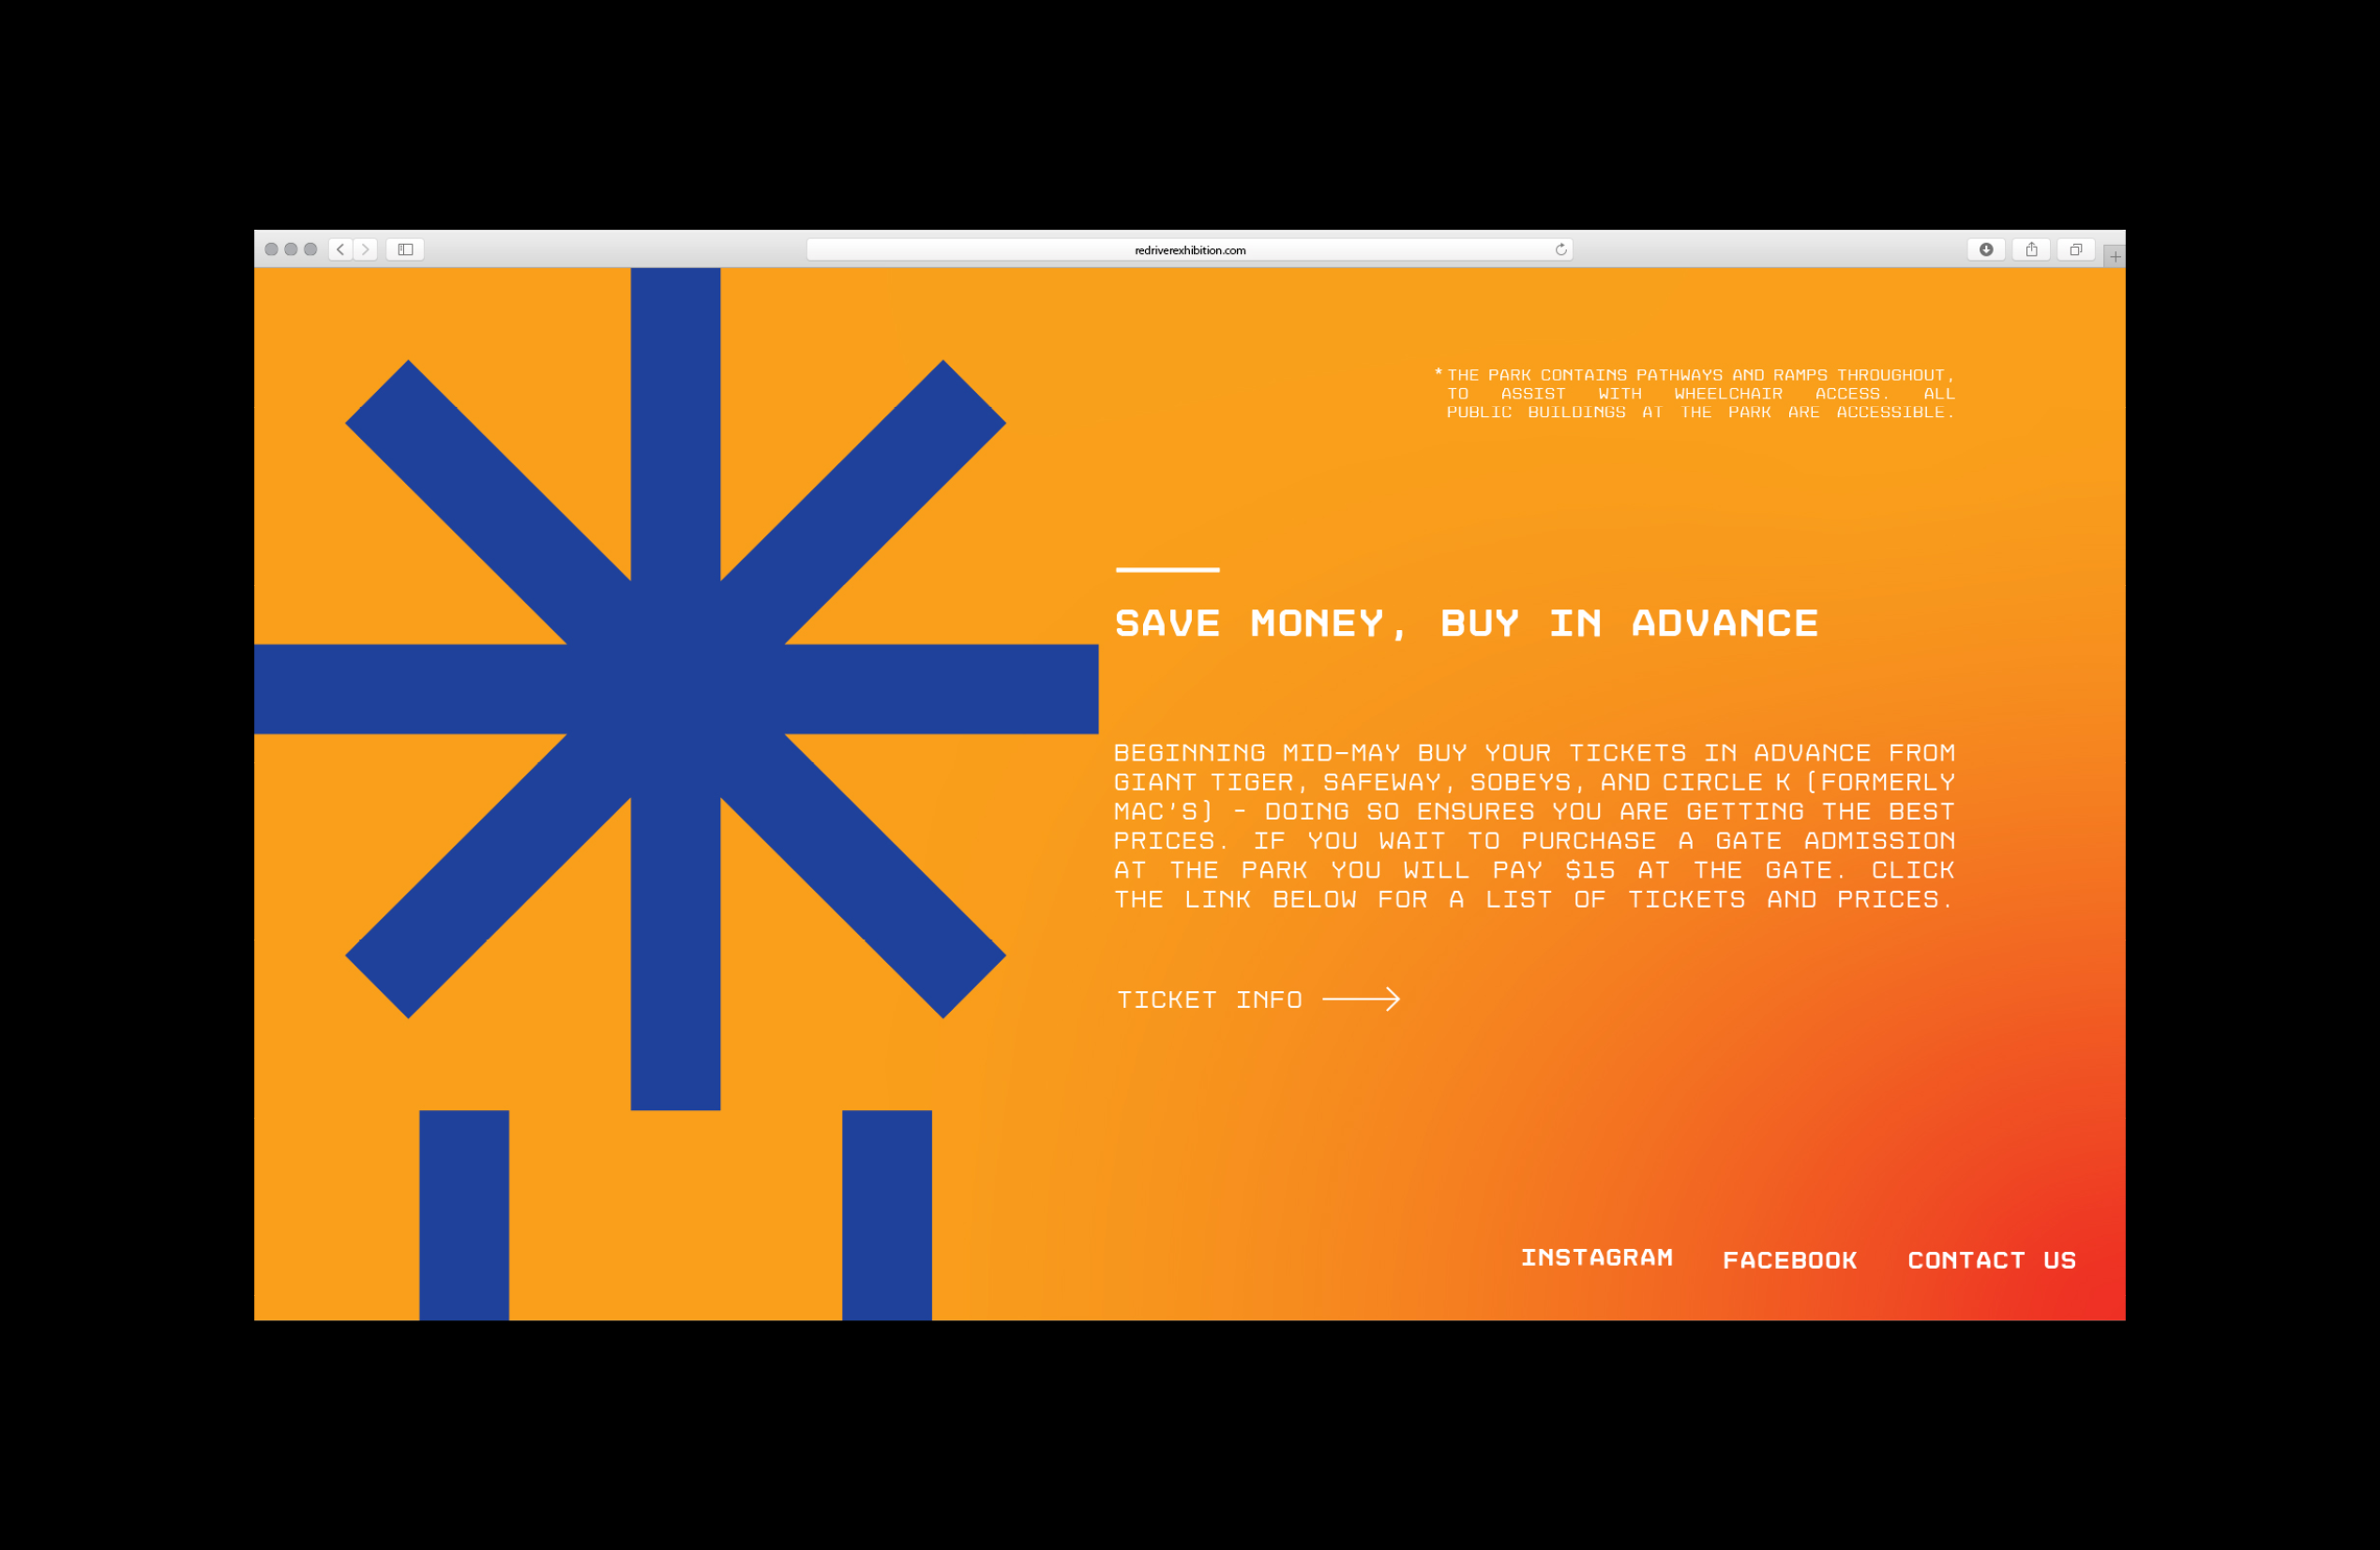 redriverexhibition.com
*THE PARK CONTAINS PATHWAYS AND RAMPS THROUGHOUT,
TO ASSIST WITH WHEELCHAIR ACCESS. ALL
PUBLIC BUILDINGS AT THE PARK ARE ACCESSIBLE.
SAVE MONEY, BUY IN ADVANCE
BEGINNING MID-MAY BUY YOUR TICKETS IN ADVANCE FROM
GIANT TIGER, SAFEWAY, SOBEYS, AND CIRCLE K (FORMERLY
MAC'S) - DOING SO ENSURES YOU ARE GETTING THE BEST
PRICES. IF YOU WAIT TO PURCHASE A GATE ADMISSION
AT THE PARK YOU WILL PAY $15 AT THE GATE. CLICK
THE LINK BELOW FOR A LIST OF TICKETS AND PRICES.
TICKET INFO
INSTAGRAM FACEBOOK CONTACT US